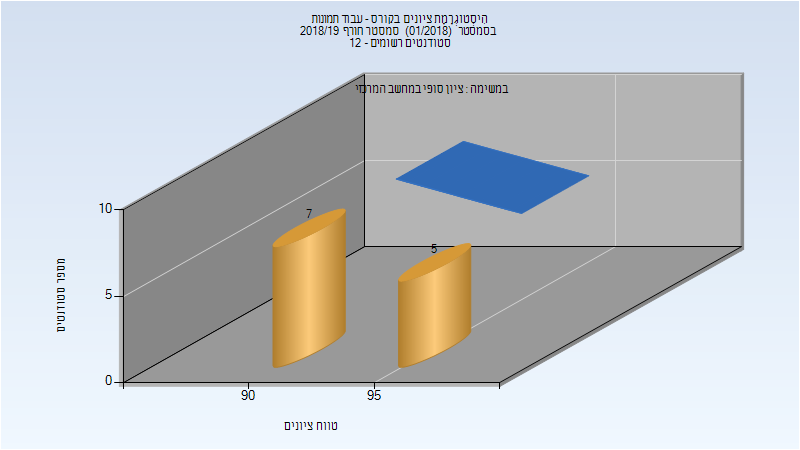 היסטוגרמת ציונים בקורס - עבוד תמונות
בסמסטר (01/2018) סמסטר חורף 2018/19
סטודנטים רשומים - 12
במשימה : ציון סופי במחשב המרכזי
7
5
10
5
0
מספר סטודנטים
90
95
טווח ציונים